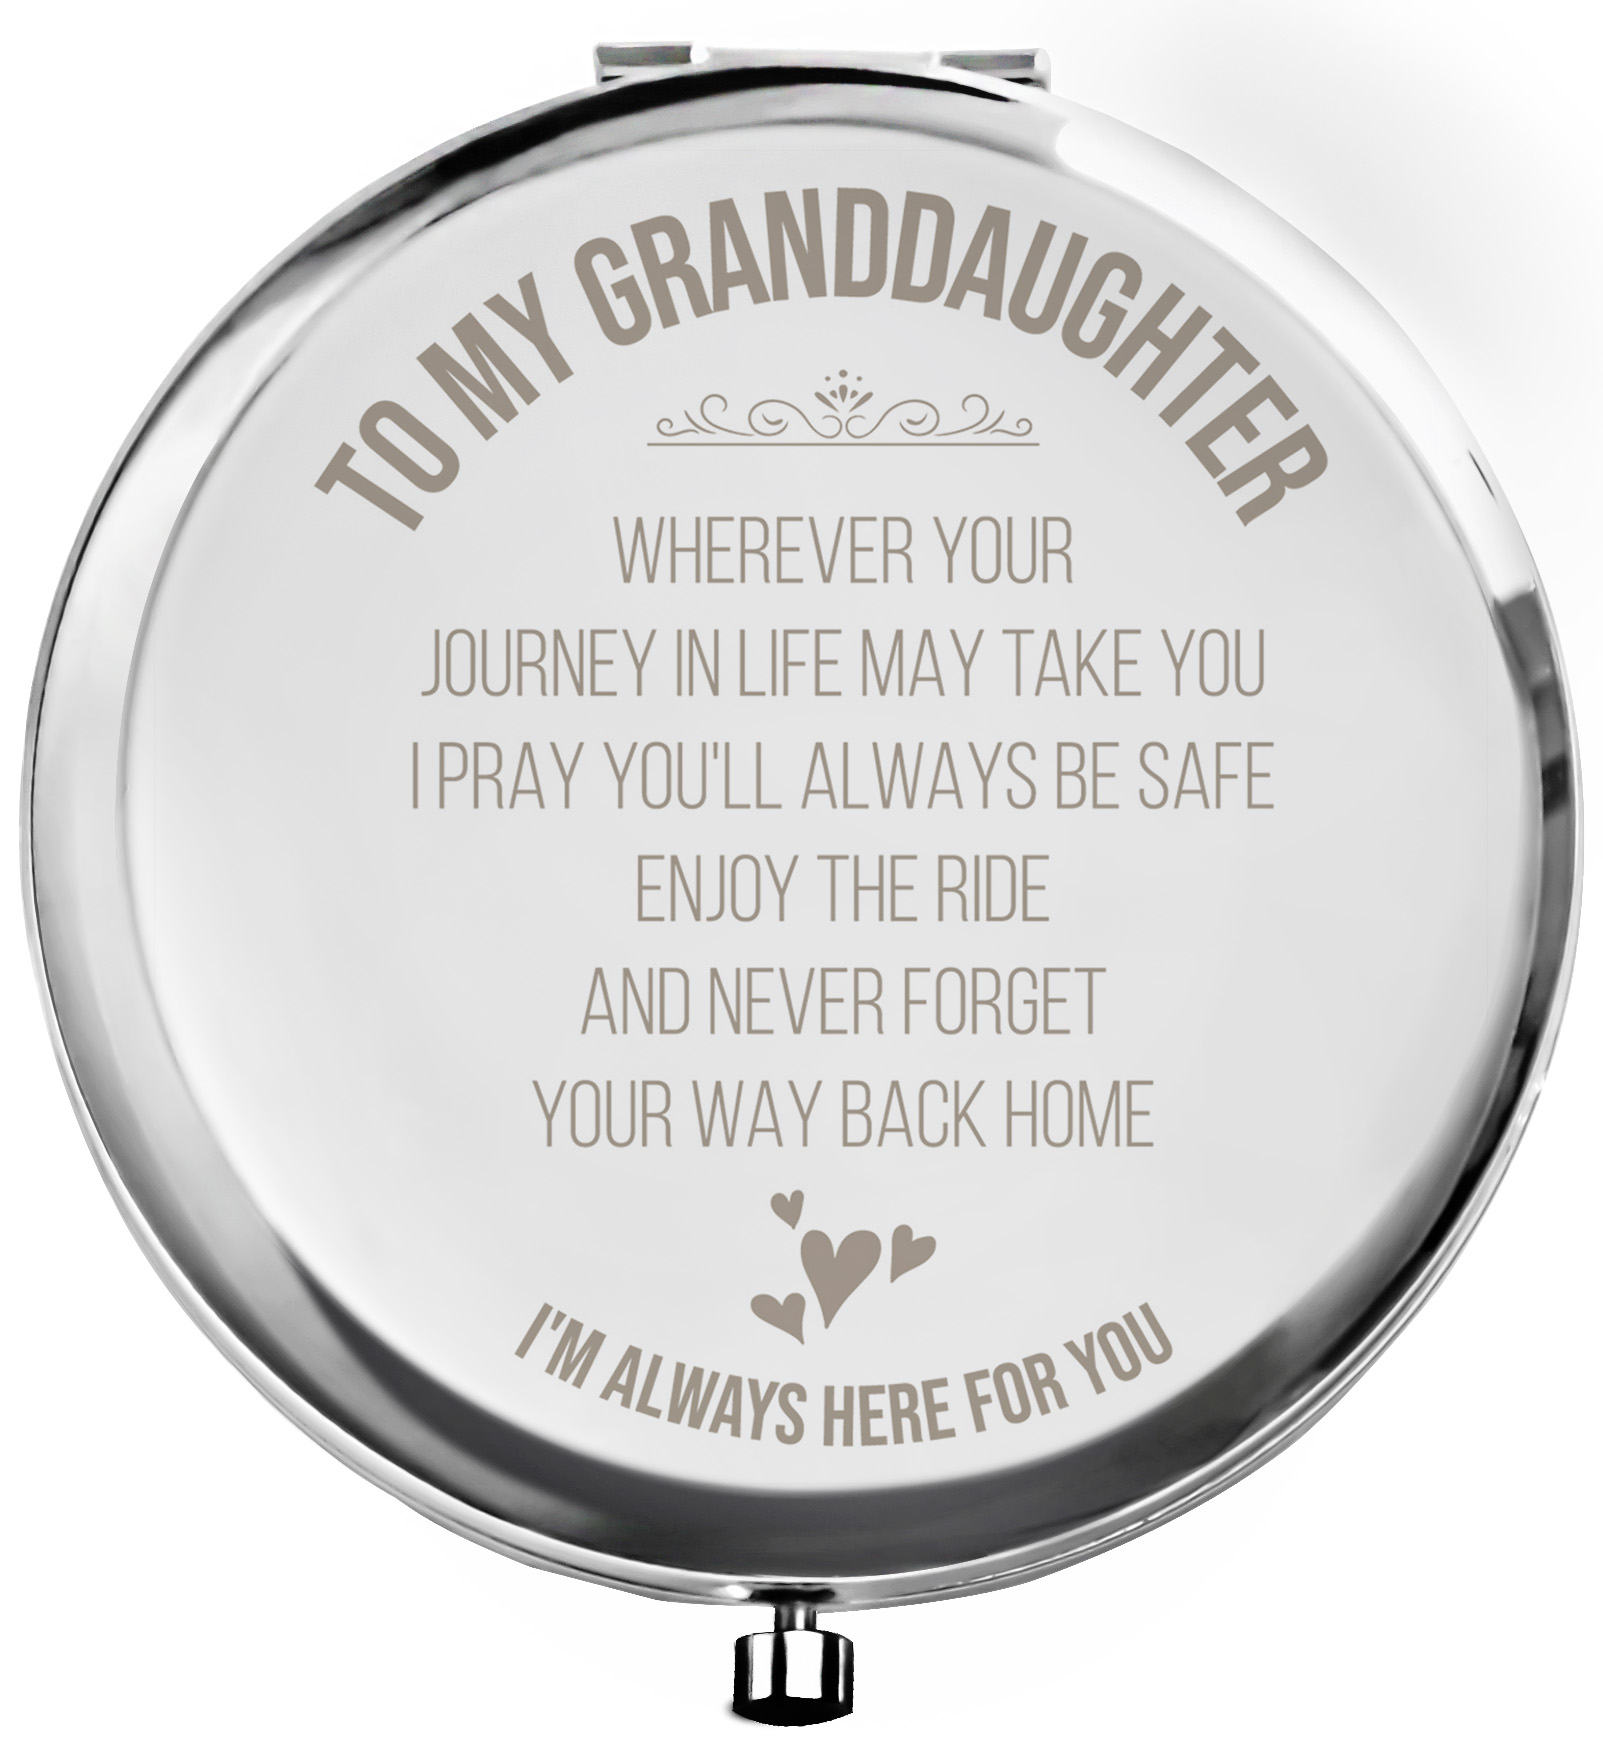 TO MY GRANDDAUGHTER
WHEREVER YOUR
JOURNEY IN LIFE MAY TAKE YOU
I PRAY YOU'LL ALWAYS BE SAFE
ENJOY THE RIDE
AND NEVER FORGET
YOUR WAY BACK HOME
I'M ALWAYS HERE FOR YOU